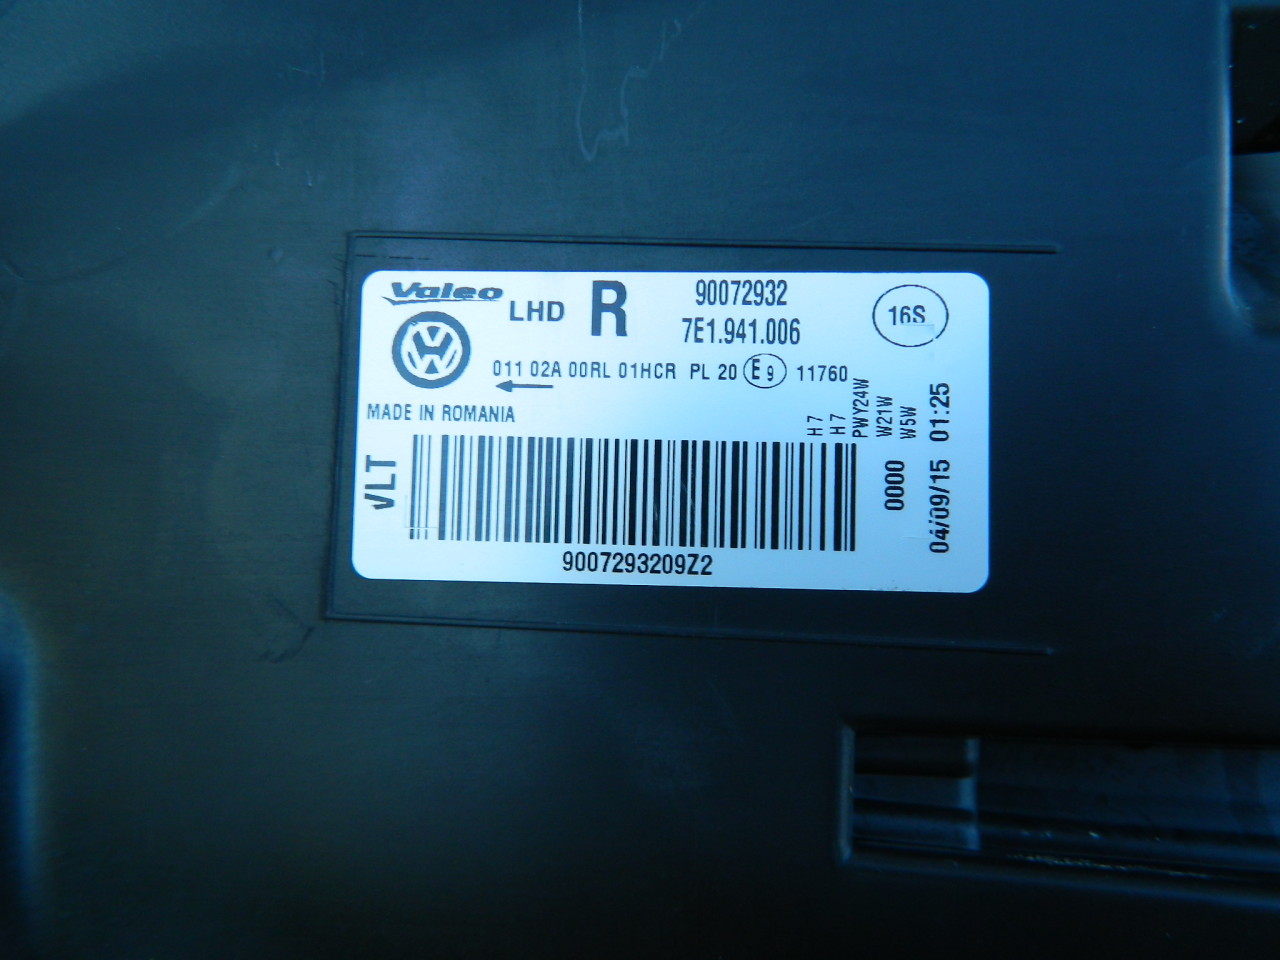 Valeo LHD R 90072932 16S
7E1.941.006
011 02A 00RL 01HCR PL 20 E9 11760
MADE IN ROMANIA
VLT
H7
H7
PWY24W
W21W
W5W
0000
04/09/15 01:25
9007293209Z2